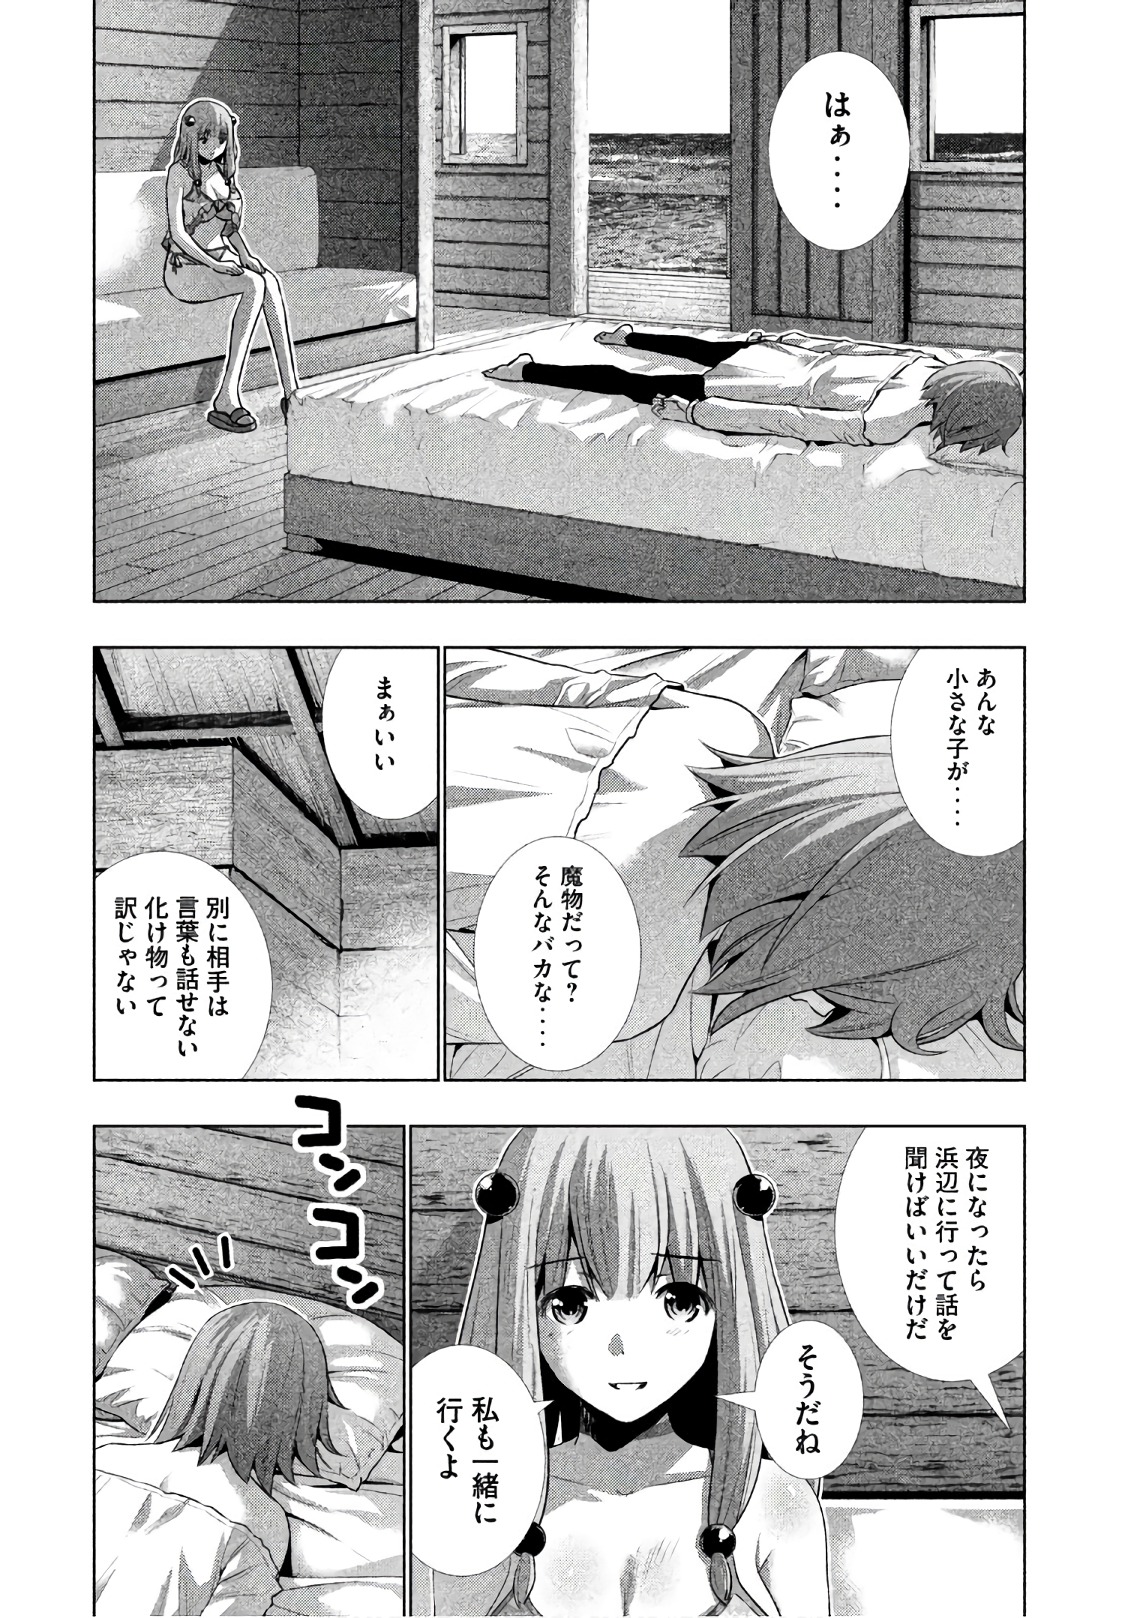 はぁ‥‥
あんな
小さな子が‥‥
魔物だって？
そんなバカな‥‥
まぁいい
別に相手は
言葉も話せない
化け物って
訳じゃない
夜になったら
浜辺に行って話を
聞けばいいだけだ
そうだね
私も一緒に
行くよ
コンコン